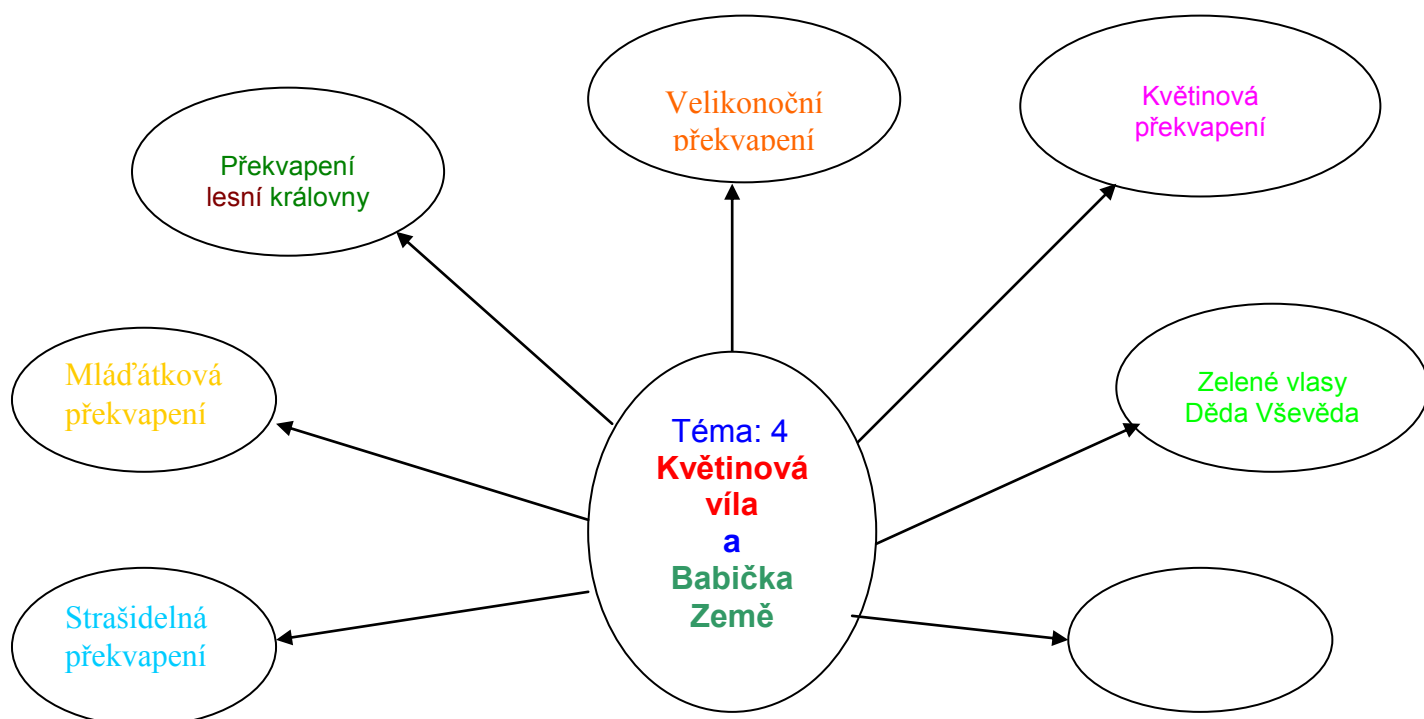 Velikonoční
překvapení
Květinová
překvapení
Překvapení
lesní královny
Mláďátková
překvapení
Zelené vlasy
Děda Vševěda
Téma: 4
Květinová
víla
a
Babička
Země
Strašidelná
překvapení